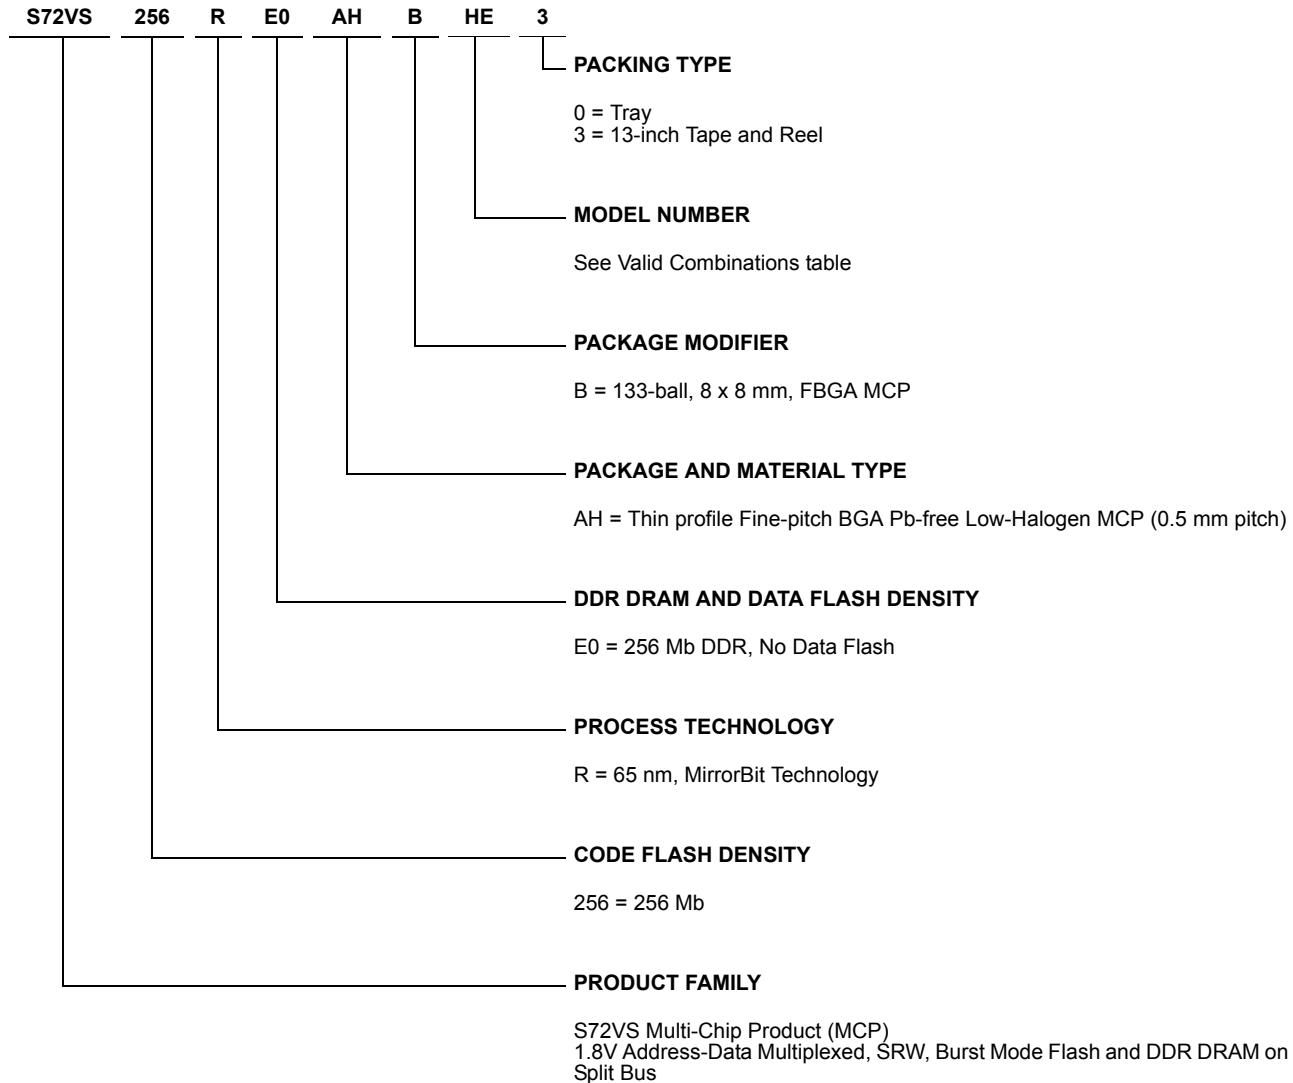 S72VS 256 R E0 AH B HE 3
PACKING TYPE
0 = Tray
3 = 13-inch Tape and Reel
MODEL NUMBER
See Valid Combinations table
PACKAGE MODIFIER
B = 133-ball, 8 x 8 mm, FBGA MCP
PACKAGE AND MATERIAL TYPE
AH = Thin profile Fine-pitch BGA Pb-free Low-Halogen MCP (0.5 mm pitch)
DDR DRAM AND DATA FLASH DENSITY
E0 = 256 Mb DDR, No Data Flash
PROCESS TECHNOLOGY
R = 65 nm, MirrorBit Technology
CODE FLASH DENSITY
256 = 256 Mb
PRODUCT FAMILY
S72VS Multi-Chip Product (MCP)
1.8V Address-Data Multiplexed, SRW, Burst Mode Flash and DDR DRAM on
Split Bus